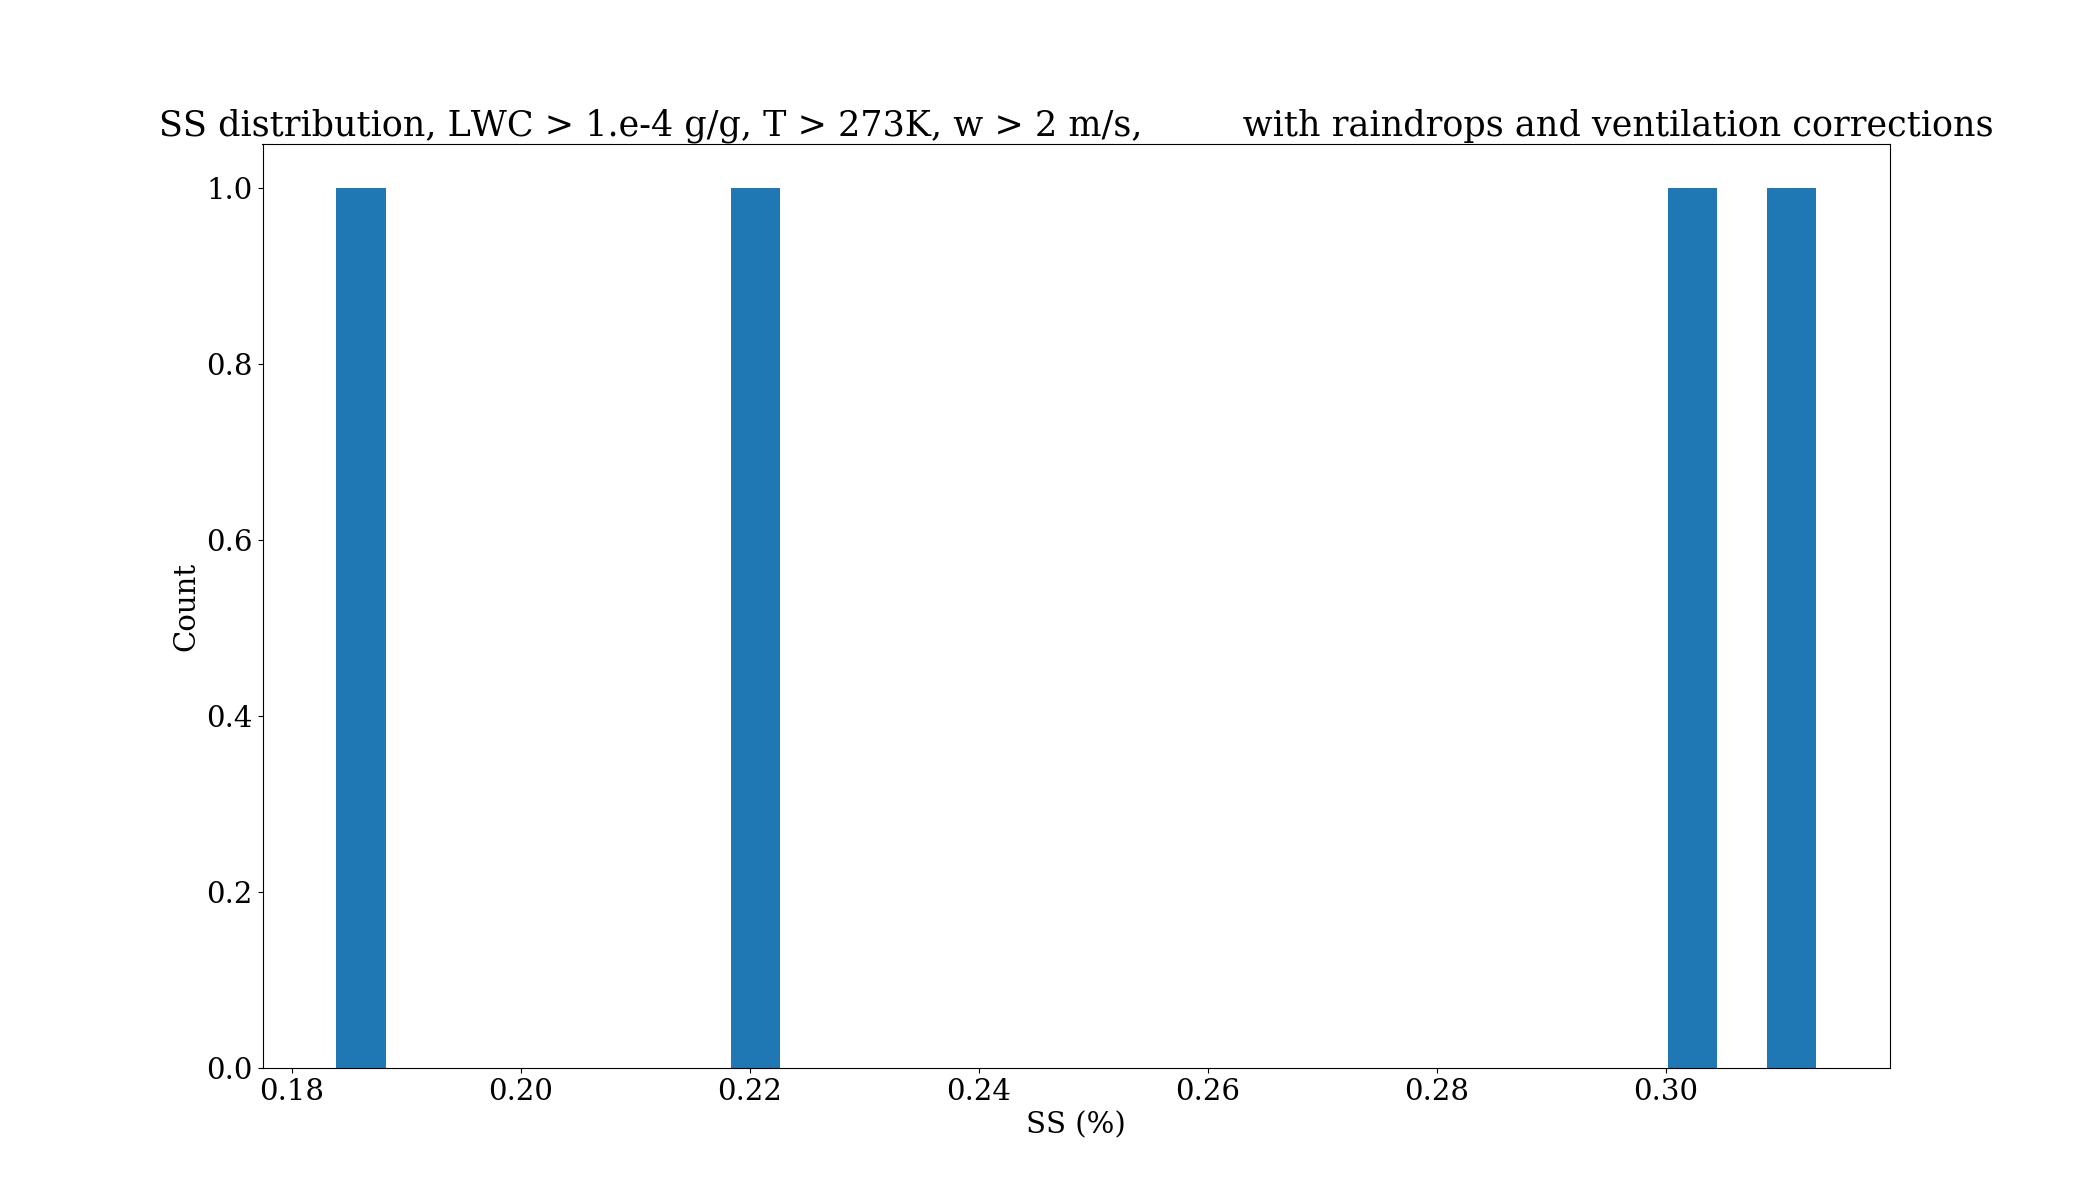 SS distribution, LWC > 1.e-4 g/g, T > 273K, w > 2 m/s, with raindrops and ventilation corrections
1.0
0.8
0.6
0.4
0.2
0.0
Count
0.18 0.20 0.22 0.24 0.26 0.28 0.30
SS (%)